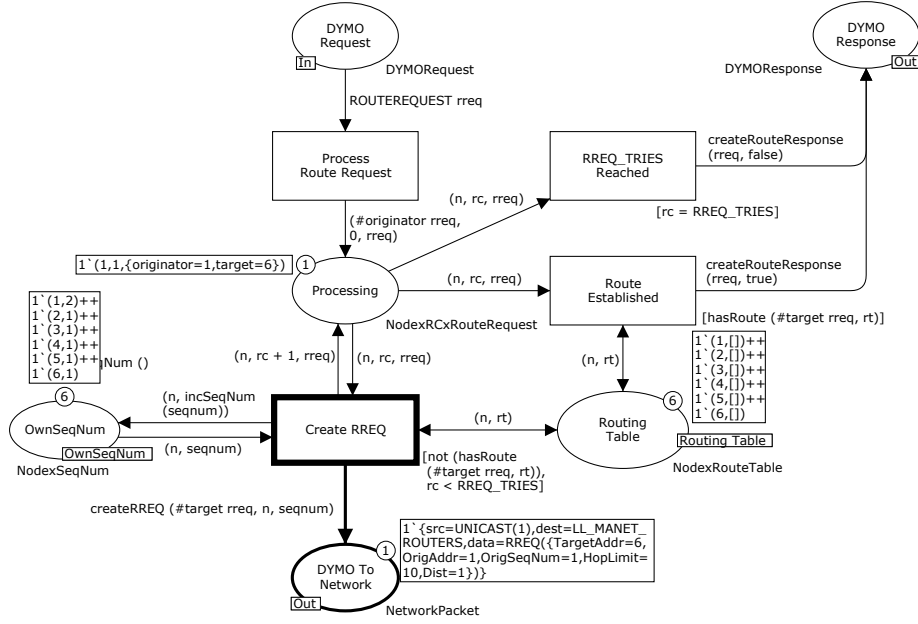 DYMO
Request
In
DYMORequest
DYMO
Response
Out
DYMOResponse
ROUTEREQUEST rreq
Process
Route Request
RREQ_TRIES
Reached
createRouteResponse
(rreq, false)
[rc = RREQ_TRIES]
(n, rc, rreq)
(#originator rreq,
0, rreq)
1`(1,1,{originator=1,target=6})
1
Processing
NodexRCxRouteRequest
(n, rc, rreq)
Route
Established
createRouteResponse
(rreq, true)
[hasRoute (#target rreq, rt)]
1`(1,2)++
1`(2,1)++
1`(3,1)++
1`(4,1)++
1`(5,1)++
1`(6,1)
qNum ()
6
(n, rc + 1, rreq)
(n, rc, rreq)
(n, rt)
1`(1,[])++
1`(2,[])++
1`(3,[])++
1`(4,[])++
1`(5,[])++
1`(6,[])
6
OwnSeqNum
OwnSeqNum
NodexSeqNum
(n, incSeqNum
(seqnum))
(n, seqnum)
Create RREQ
(n, rt)
Routing
Table
Routing Table
NodexRouteTable
[not (hasRoute
(#target rreq, rt)),
rc < RREQ_TRIES]
createRREQ (#target rreq, n, seqnum)
1
1`{src=UNICAST(1),dest=LL_MANET_
ROUTERS,data=RREQ({TargetAddr=6,
OrigAddr=1,OrigSeqNum=1,HopLimit=
10,Dist=1})}
DYMO To
Network
Out
NetworkPacket